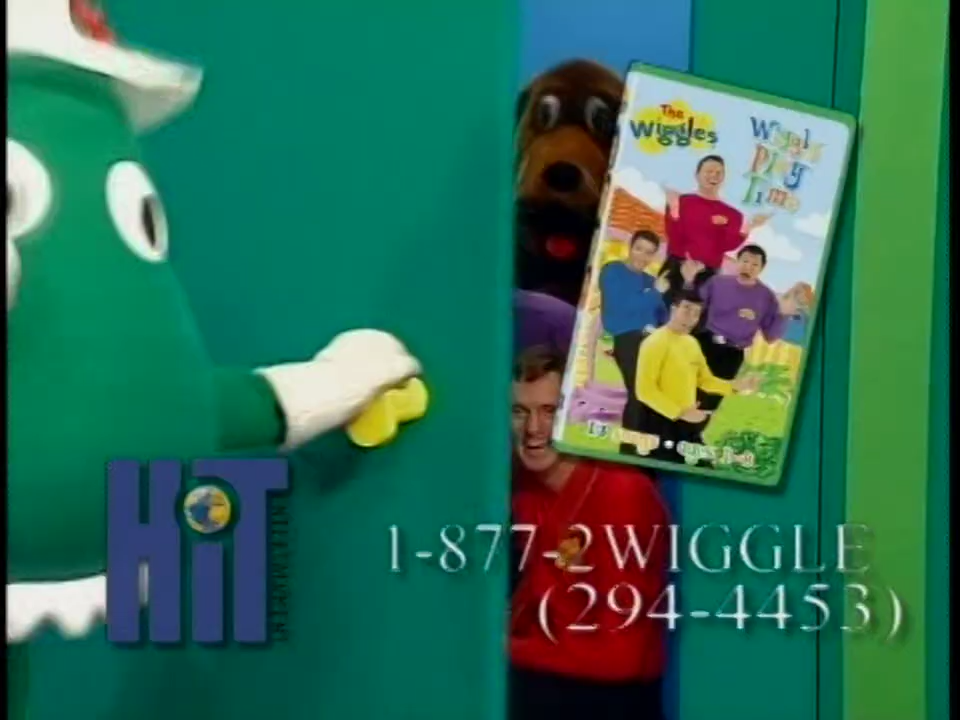 The
Wiggles
Wiggly
Play
Time
HiT
ENTERTAINMENT
1-877-2WIGGLE
(294-4453)